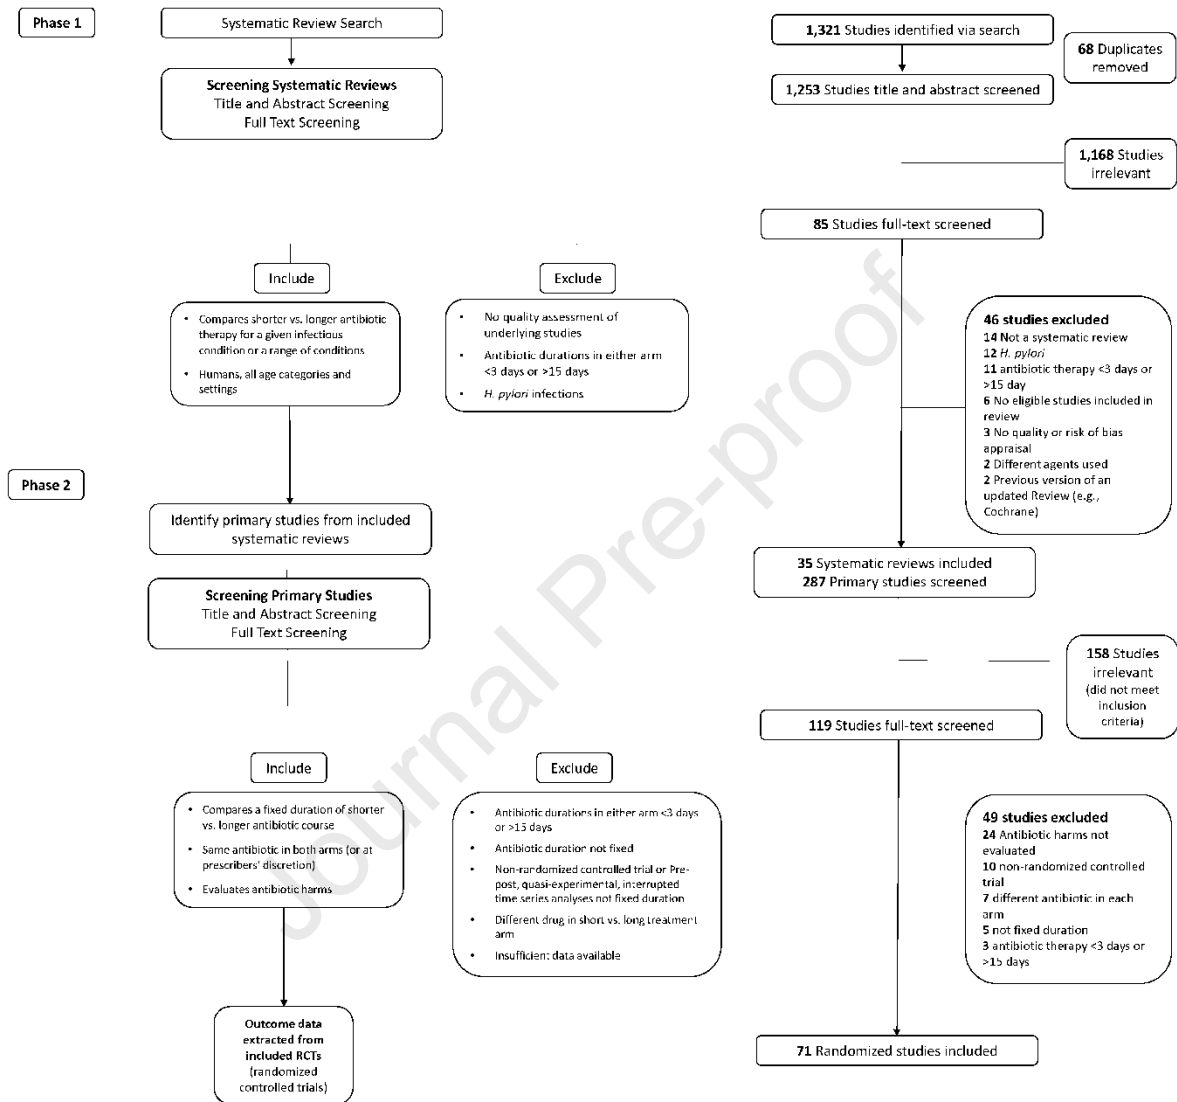 Phase 1
Systematic Review Search
Screening Systematic Reviews
Title and Abstract Screening
Full Text Screening
Include
• Compares shorter vs. longer antibiotic
therapy for a given infectious
condition or a range of conditions
• Humans, all age categories and
settings
Exclude
• No quality assessment of
underlying studies
• Antibiotic durations in either arm
<3 days or >15 days
• H. pylori infections
1,321 Studies identified via search
68 Duplicates
removed
1,253 Studies title and abstract screened
1,168 Studies
irrelevant
85 Studies full-text screened
46 studies excluded
14 Not a systematic review
12 H. pylori
11 antibiotic therapy <3 days or
>15 day
6 No eligible studies included in
review
3 No quality or risk of bias
appraisal
2 Different agents used
2 Previous version of an
updated Review (e.g.,
Cochrane)
Phase 2
Identify primary studies from included
systematic reviews
Screening Primary Studies
Title and Abstract Screening
Full Text Screening
Include
• Compares a fixed duration of shorter
vs. longer antibiotic course
• Same antibiotic in both arms (or at
prescribers' discretion)
• Evaluates antibiotic harms
Exclude
• Antibiotic durations in either arm <3 days
or >15 days
• Antibiotic duration not fixed
• Non-randomized controlled trial or Pre-
post, quasi-experimental, interrupted
time series analyses not fixed duration
• Different drug in short vs. long treatment
arm
• Insufficient data available
Outcome data
extracted from
included RCTs
(randomized
controlled trials)
35 Systematic reviews included
287 Primary studies screened
158 Studies
irrelevant
(did not meet
inclusion
criteria)
119 Studies full-text screened
49 studies excluded
24 Antibiotic harms not
evaluated
10 non-randomized controlled
trial
7 different antibiotic in each
arm
5 not fixed duration
3 antibiotic therapy <3 days or
>15 days
71 Randomized studies included
Journal Pre-proof